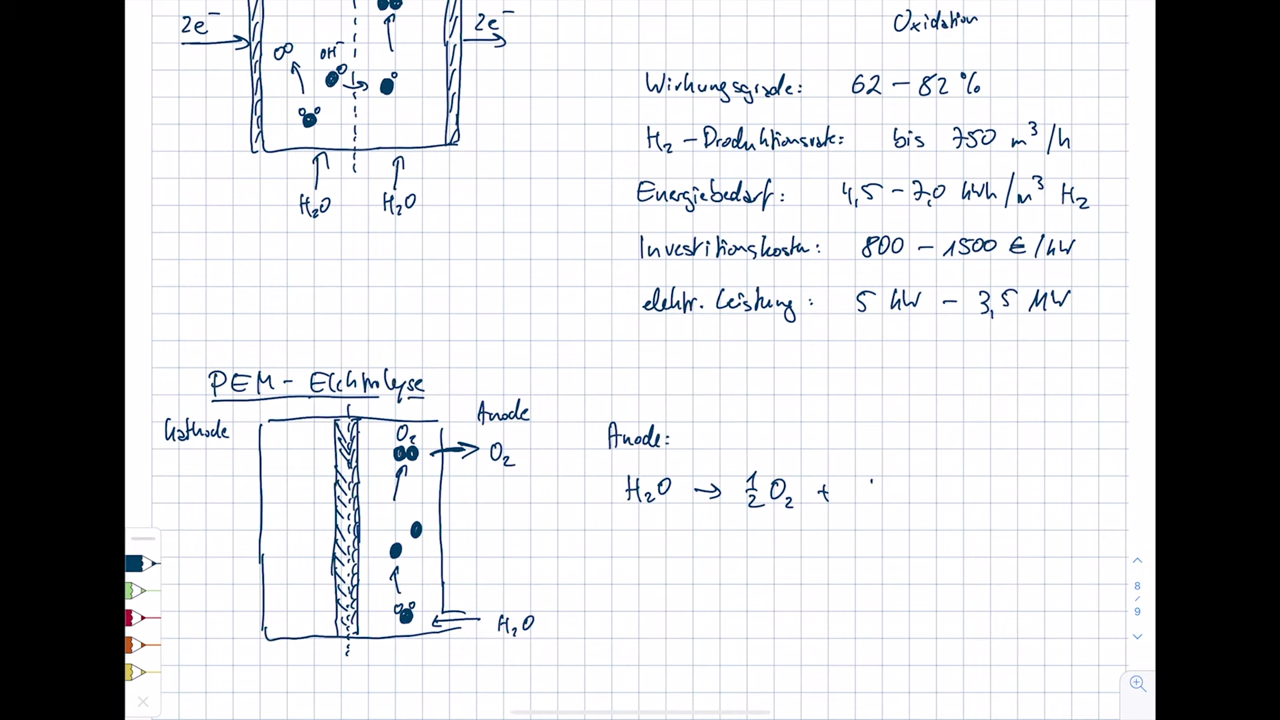 2e⁻
2e⁻
OH⁻
H₂O
H₂O
Oxidation
Wirkungsgrade: 62 – 82 %
H₂ – Produktionsrate: bis 750 m³/h
Energiebedarf: 4,5 – 7,0 kWh/m³ H₂
Investitionskosten: 800 – 1500 €/kW
elektr. Leistung: 5 kW – 3,5 MW
PEM – Elektrolyse
Kathode
Anode
O₂
O₂
H₂O
Anode:
H₂O → ½ O₂ +
8
/
9